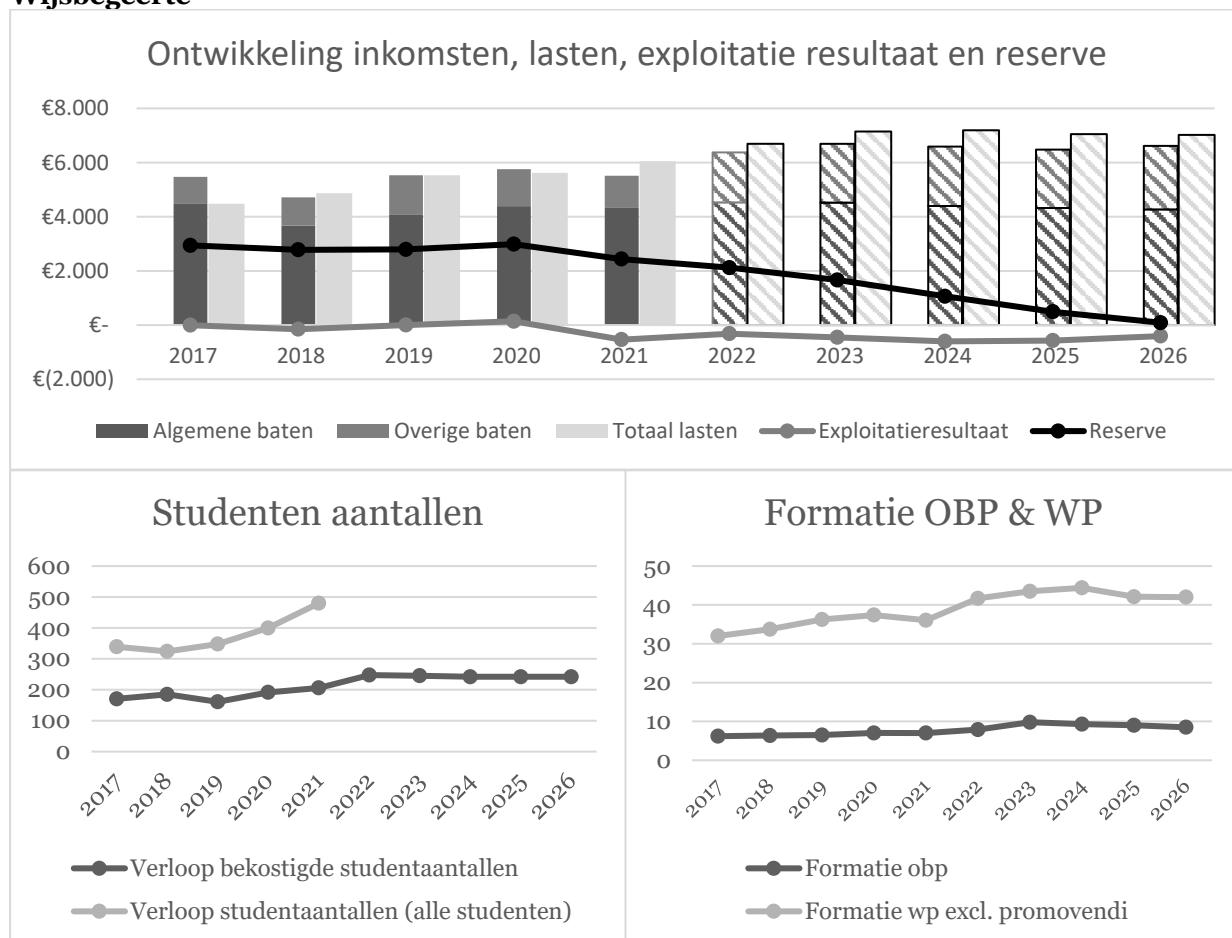 Wijsbegeerte
Ontwikkeling inkomsten, lasten, exploitatie resultaat en reserve
€8.000
€6.000
€4.000
€2.000
€-
€(2.000)
2017 2018 2019 2020 2021 2022 2023 2024 2025 2026
Algemene baten Overige baten Totaal lasten Exploitatieresultaat Reserve
Studenten aantallen
600
500
400
300
200
100
0
2017 2018 2019 2020 2021 2022 2023 2024 2025 2026
Verloop bekostigde studentaantallen
Verloop studentaantallen (alle studenten)
Formatie OBP & WP
50
40
30
20
10
0
2017 2018 2019 2020 2021 2022 2023 2024 2025 2026
Formatie obp
Formatie wp excl. promovendi